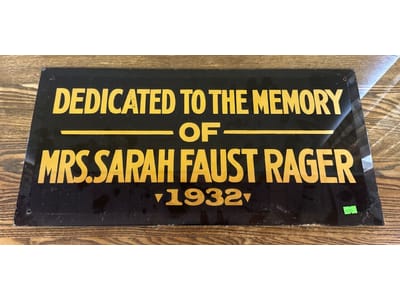 DEDICATED TO THE MEMORY
OF
MRS. SARAH FAUST RAGER
▾1932▾